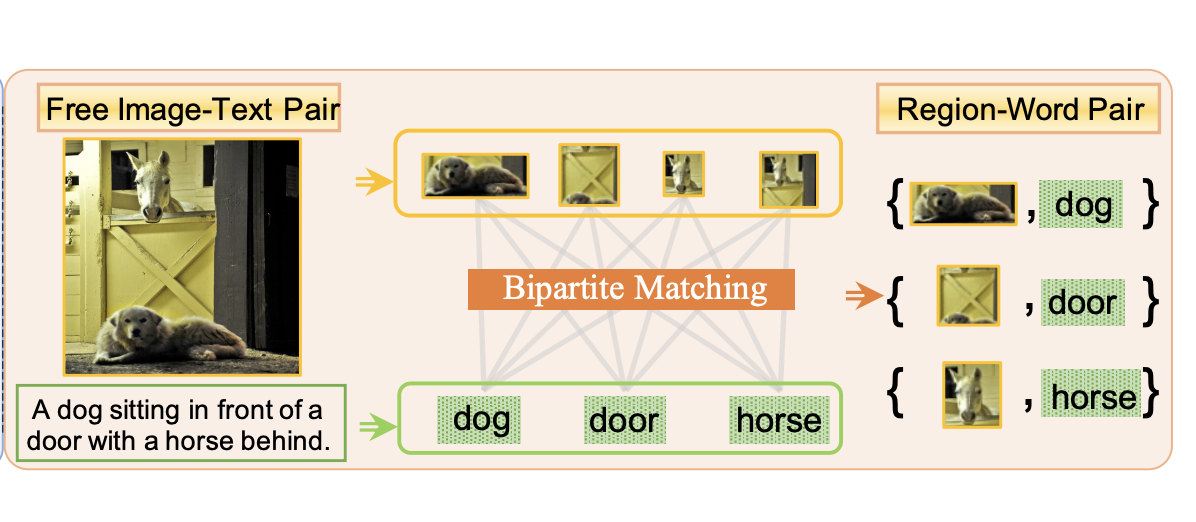 Free Image-Text Pair
Region-Word Pair
{ , dog }
Bipartite Matching
{ , door }
{ , horse }
A dog sitting in front of a
door with a horse behind.
dog door horse